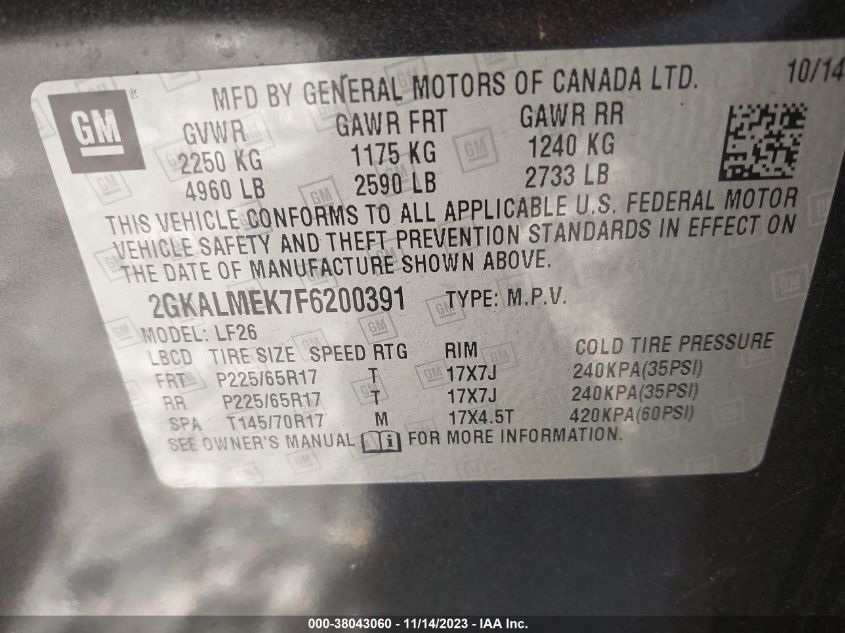 GM
®
MFD BY GENERAL MOTORS OF CANADA LTD.
10/14
GVWR GAWR FRT GAWR RR
2250 KG 1175 KG 1240 KG
4960 LB 2590 LB 2733 LB
THIS VEHICLE CONFORMS TO ALL APPLICABLE U.S. FEDERAL MOTOR
VEHICLE SAFETY AND THEFT PREVENTION STANDARDS IN EFFECT ON
THE DATE OF MANUFACTURE SHOWN ABOVE.
2GKALMEK7F6200391 TYPE: M.P.V.
MODEL: LF26
LBCD TIRE SIZE SPEED RTG RIM COLD TIRE PRESSURE
FRT P225/65R17 T 17X7J 240KPA(35PSI)
RR P225/65R17 T 17X7J 240KPA(35PSI)
SPA T145/70R17 M 17X4.5T 420KPA(60PSI)
SEE OWNER'S MANUAL i FOR MORE INFORMATION.
000-38043060 - 11/14/2023 - IAA Inc.